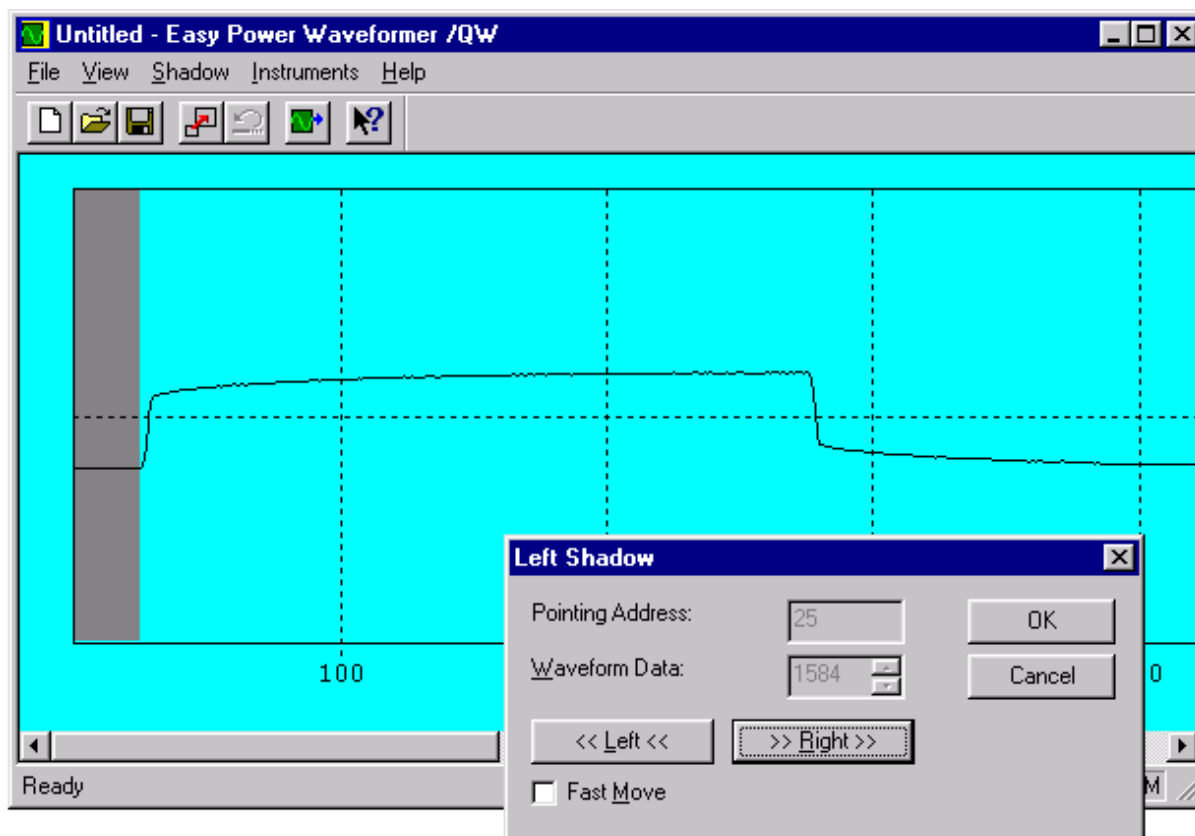 Untitled - Easy Power Waveformer /QW
File View Shadow Instruments Help
100
0
Left Shadow
Pointing Address: 25 OK
Waveform Data: 1584 Cancel
<< Left << >> Right >>
Fast Move
Ready M